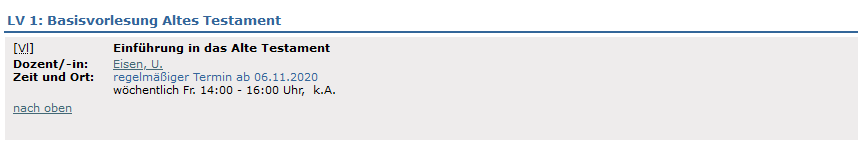 LV 1: Basisvorlesung Altes Testament
[Vl] Einführung in das Alte Testament
Dozent/-in: Eisen, U.
Zeit und Ort: regelmäßiger Termin ab 06.11.2020
wöchentlich Fr. 14:00 - 16:00 Uhr, k.A.
nach oben